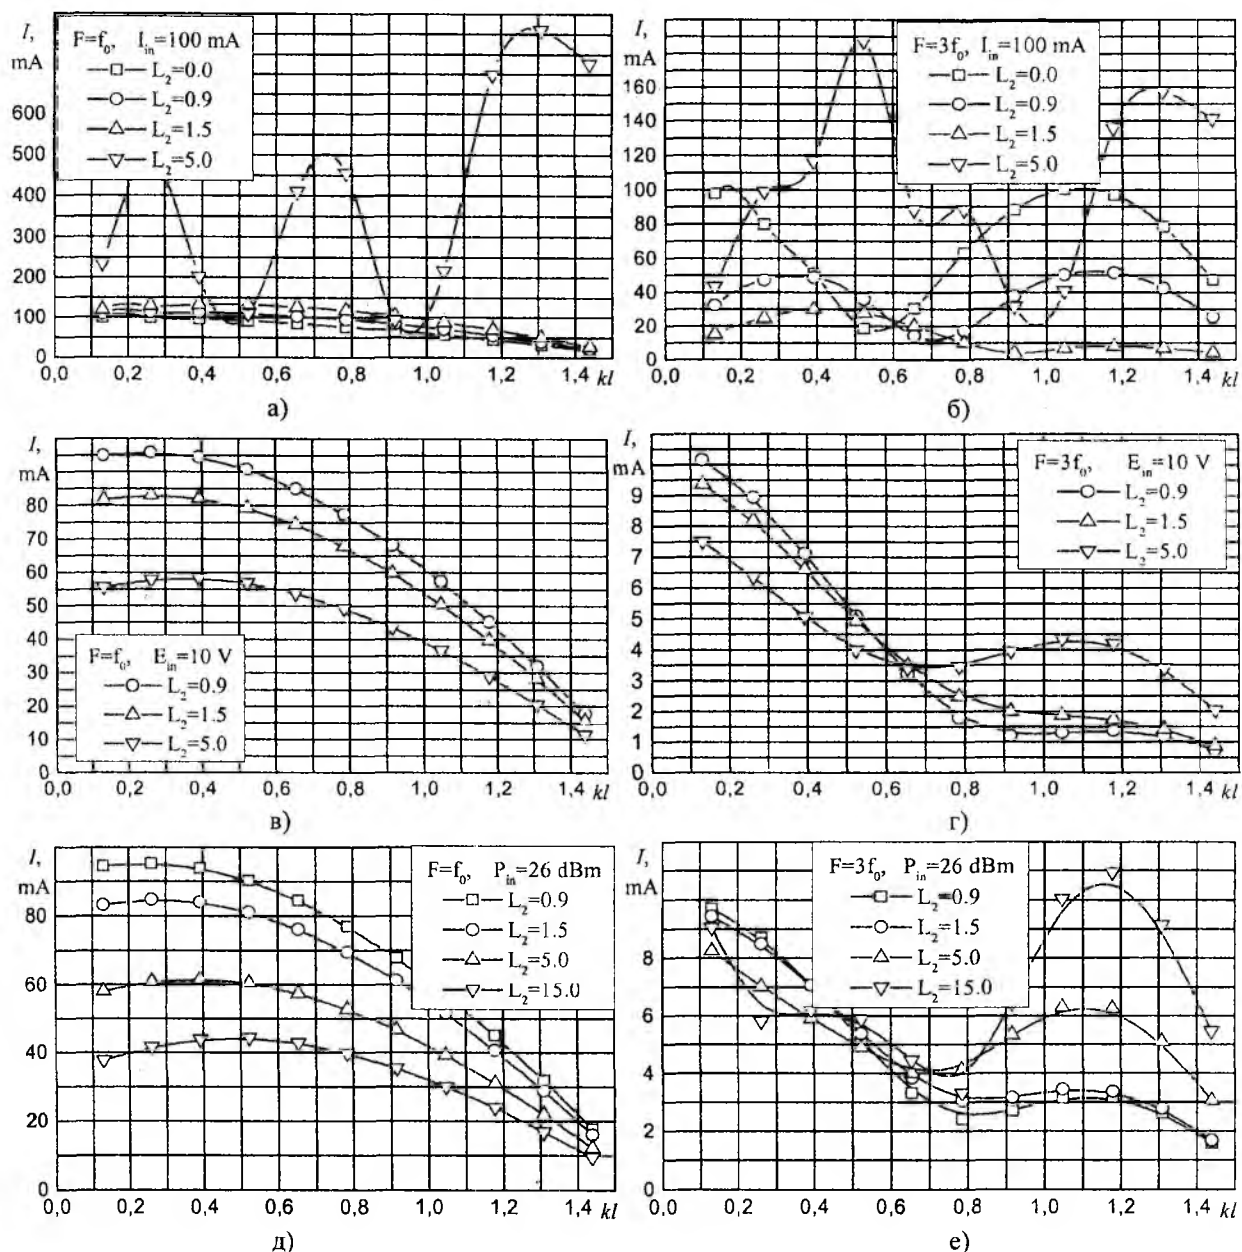 I,
mA
F=f₀, I_in=100 mA
L₂=0.0
L₂=0.9
L₂=1.5
L₂=5.0
600
500
400
300
200
100
0
0,0 0,2 0,4 0,6 0,8 1,0 1,2 1,4 kl
а)
I,
mA
F=3f₀, I_in=100 mA
L₂=0.0
L₂=0.9
L₂=1.5
L₂=5.0
160
140
120
100
80
60
40
20
0
0,0 0,2 0,4 0,6 0,8 1,0 1,2 1,4 kl
б)
I,
mA
80
70
60
50
40
30
20
10
0
F=f₀, E_in=10 V
L₂=0.9
L₂=1.5
L₂=5.0
0,0 0,2 0,4 0,6 0,8 1,0 1,2 1,4 kl
в)
I,
mA
F=3f₀, E_in=10 V
L₂=0.9
L₂=1.5
L₂=5.0
9
8
7
6
5
4
3
2
1
0
0,0 0,2 0,4 0,6 0,8 1,0 1,2 1,4 kl
г)
I,
mA
F=f₀, P_in=26 dBm
L₂=0.9
L₂=1.5
L₂=5.0
L₂=15.0
80
60
40
20
0
0,0 0,2 0,4 0,6 0,8 1,0 1,2 1,4 kl
д)
I,
mA
F=3f₀, P_in=26 dBm
L₂=0.9
L₂=1.5
L₂=5.0
L₂=15.0
8
6
4
2
0
0,0 0,2 0,4 0,6 0,8 1,0 1,2 1,4 kl
е)